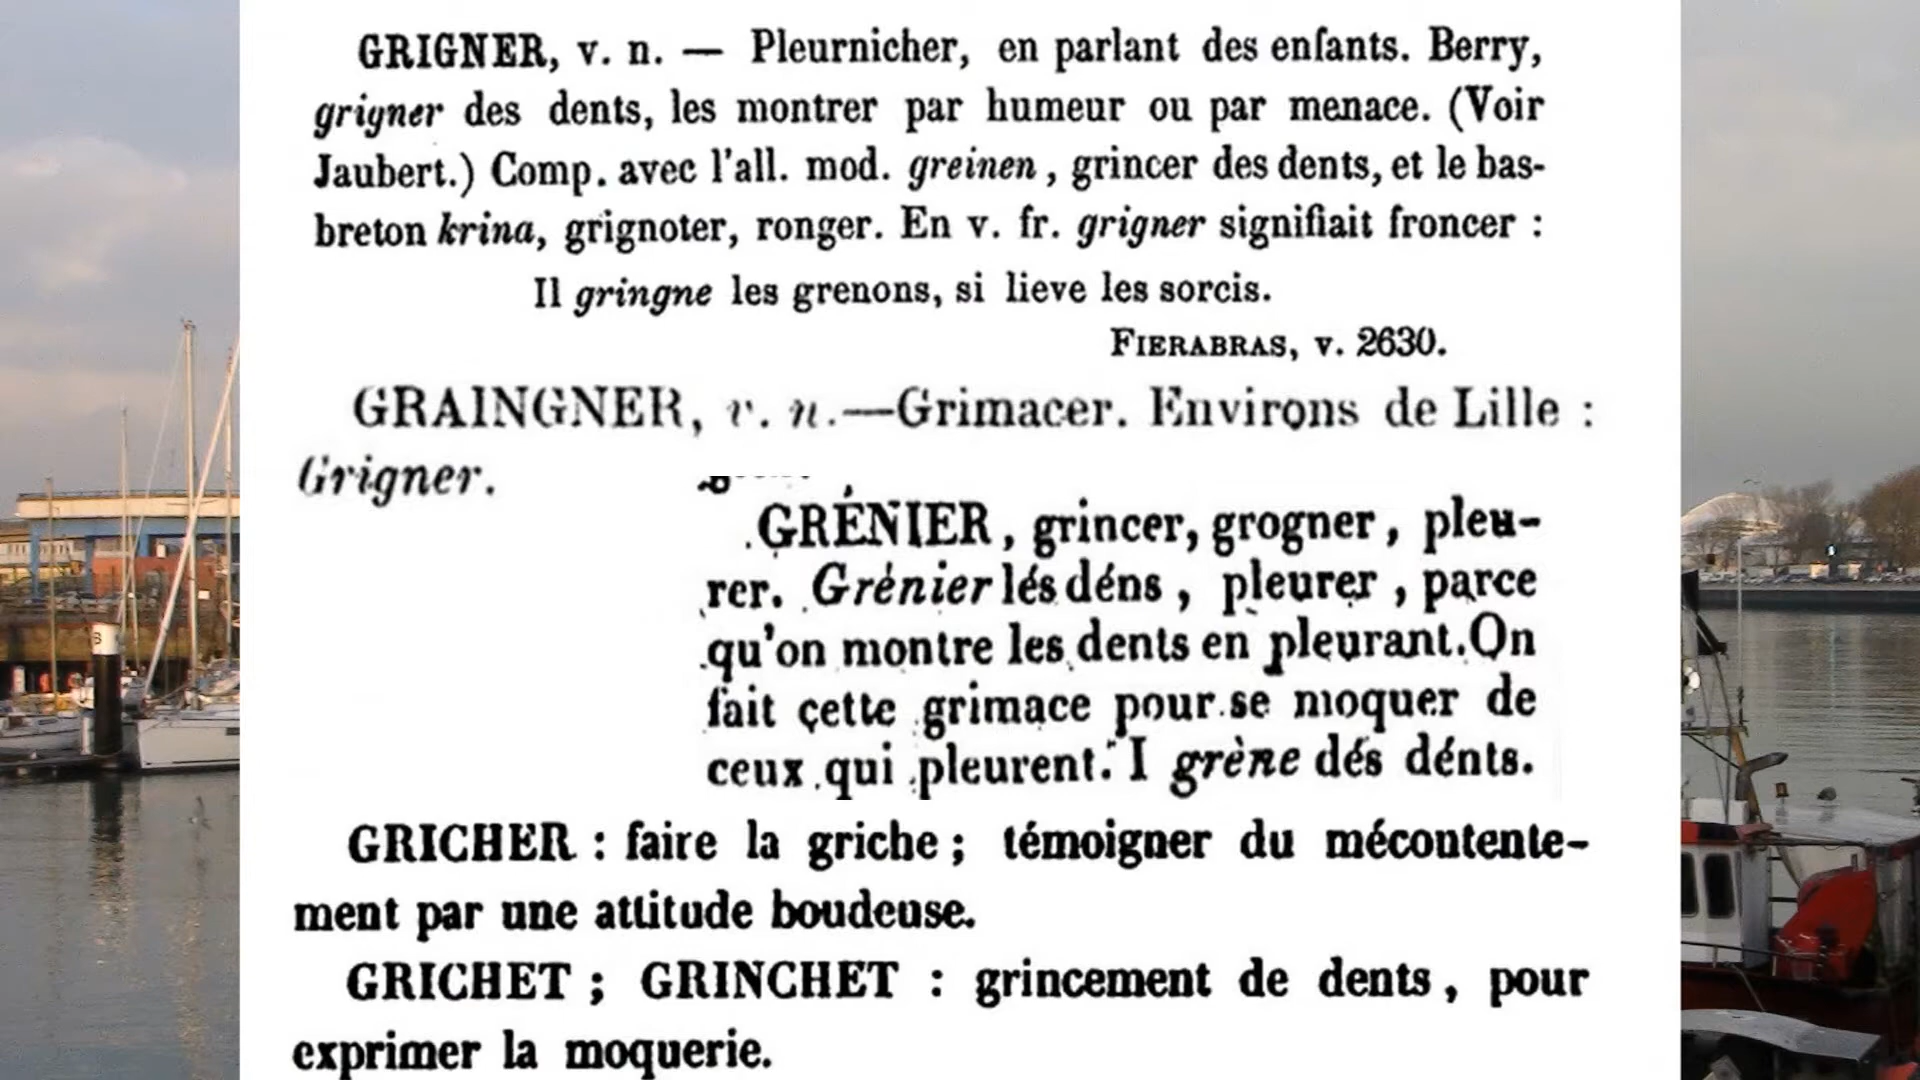 GRIGNER, v. n. — Pleurnicher, en parlant des enfants. Berry,
grigner des dents, les montrer par humeur ou par menace. (Voir
Jaubert.) Comp. avec l'all. mod. greinen, grincer des dents, et le bas-
breton krina, grignoter, ronger. En v. fr. grigner signifiait froncer :
Il gringne les grenons, si lieve les sorcis.
FIERABRAS, v. 2630.
GRAINGNER, v. n.—Grimacer. Environs de Lille :
Grigner.
GRÉNIER, grincer, grogner, pleu-
rer. Grènier lés déns, pleurer, parce
qu'on montre les dents en pleurant. On
fait cette grimace pour se moquer de
ceux qui pleurent. I grène dés dénts.
GRICHER : faire la griche ; témoigner du mécontente-
ment par une attitude boudeuse.
GRICHET ; GRINCHET : grincement de dents, pour
exprimer la moquerie.